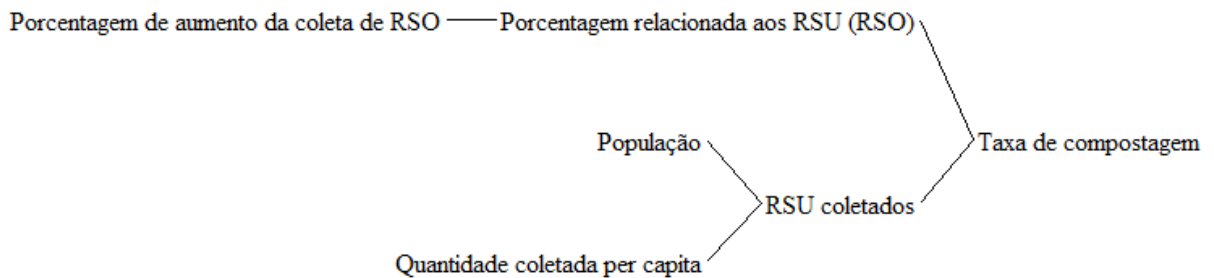 Porcentagem de aumento da coleta de RSO
Porcentagem relacionada aos RSU (RSO)
População
Taxa de compostagem
RSU coletados
Quantidade coletada per capita